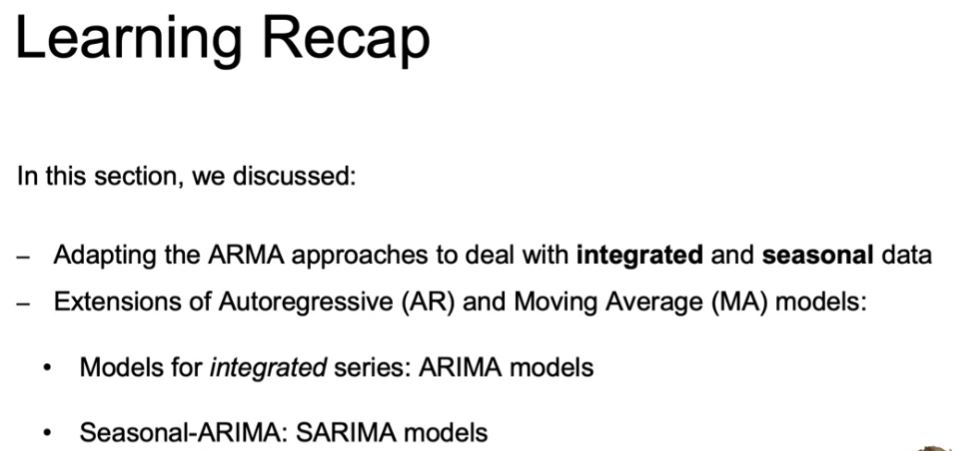 Learning Recap
In this section, we discussed:
– Adapting the ARMA approaches to deal with integrated and seasonal data
– Extensions of Autoregressive (AR) and Moving Average (MA) models:
• Models for integrated series: ARIMA models
• Seasonal-ARIMA: SARIMA models